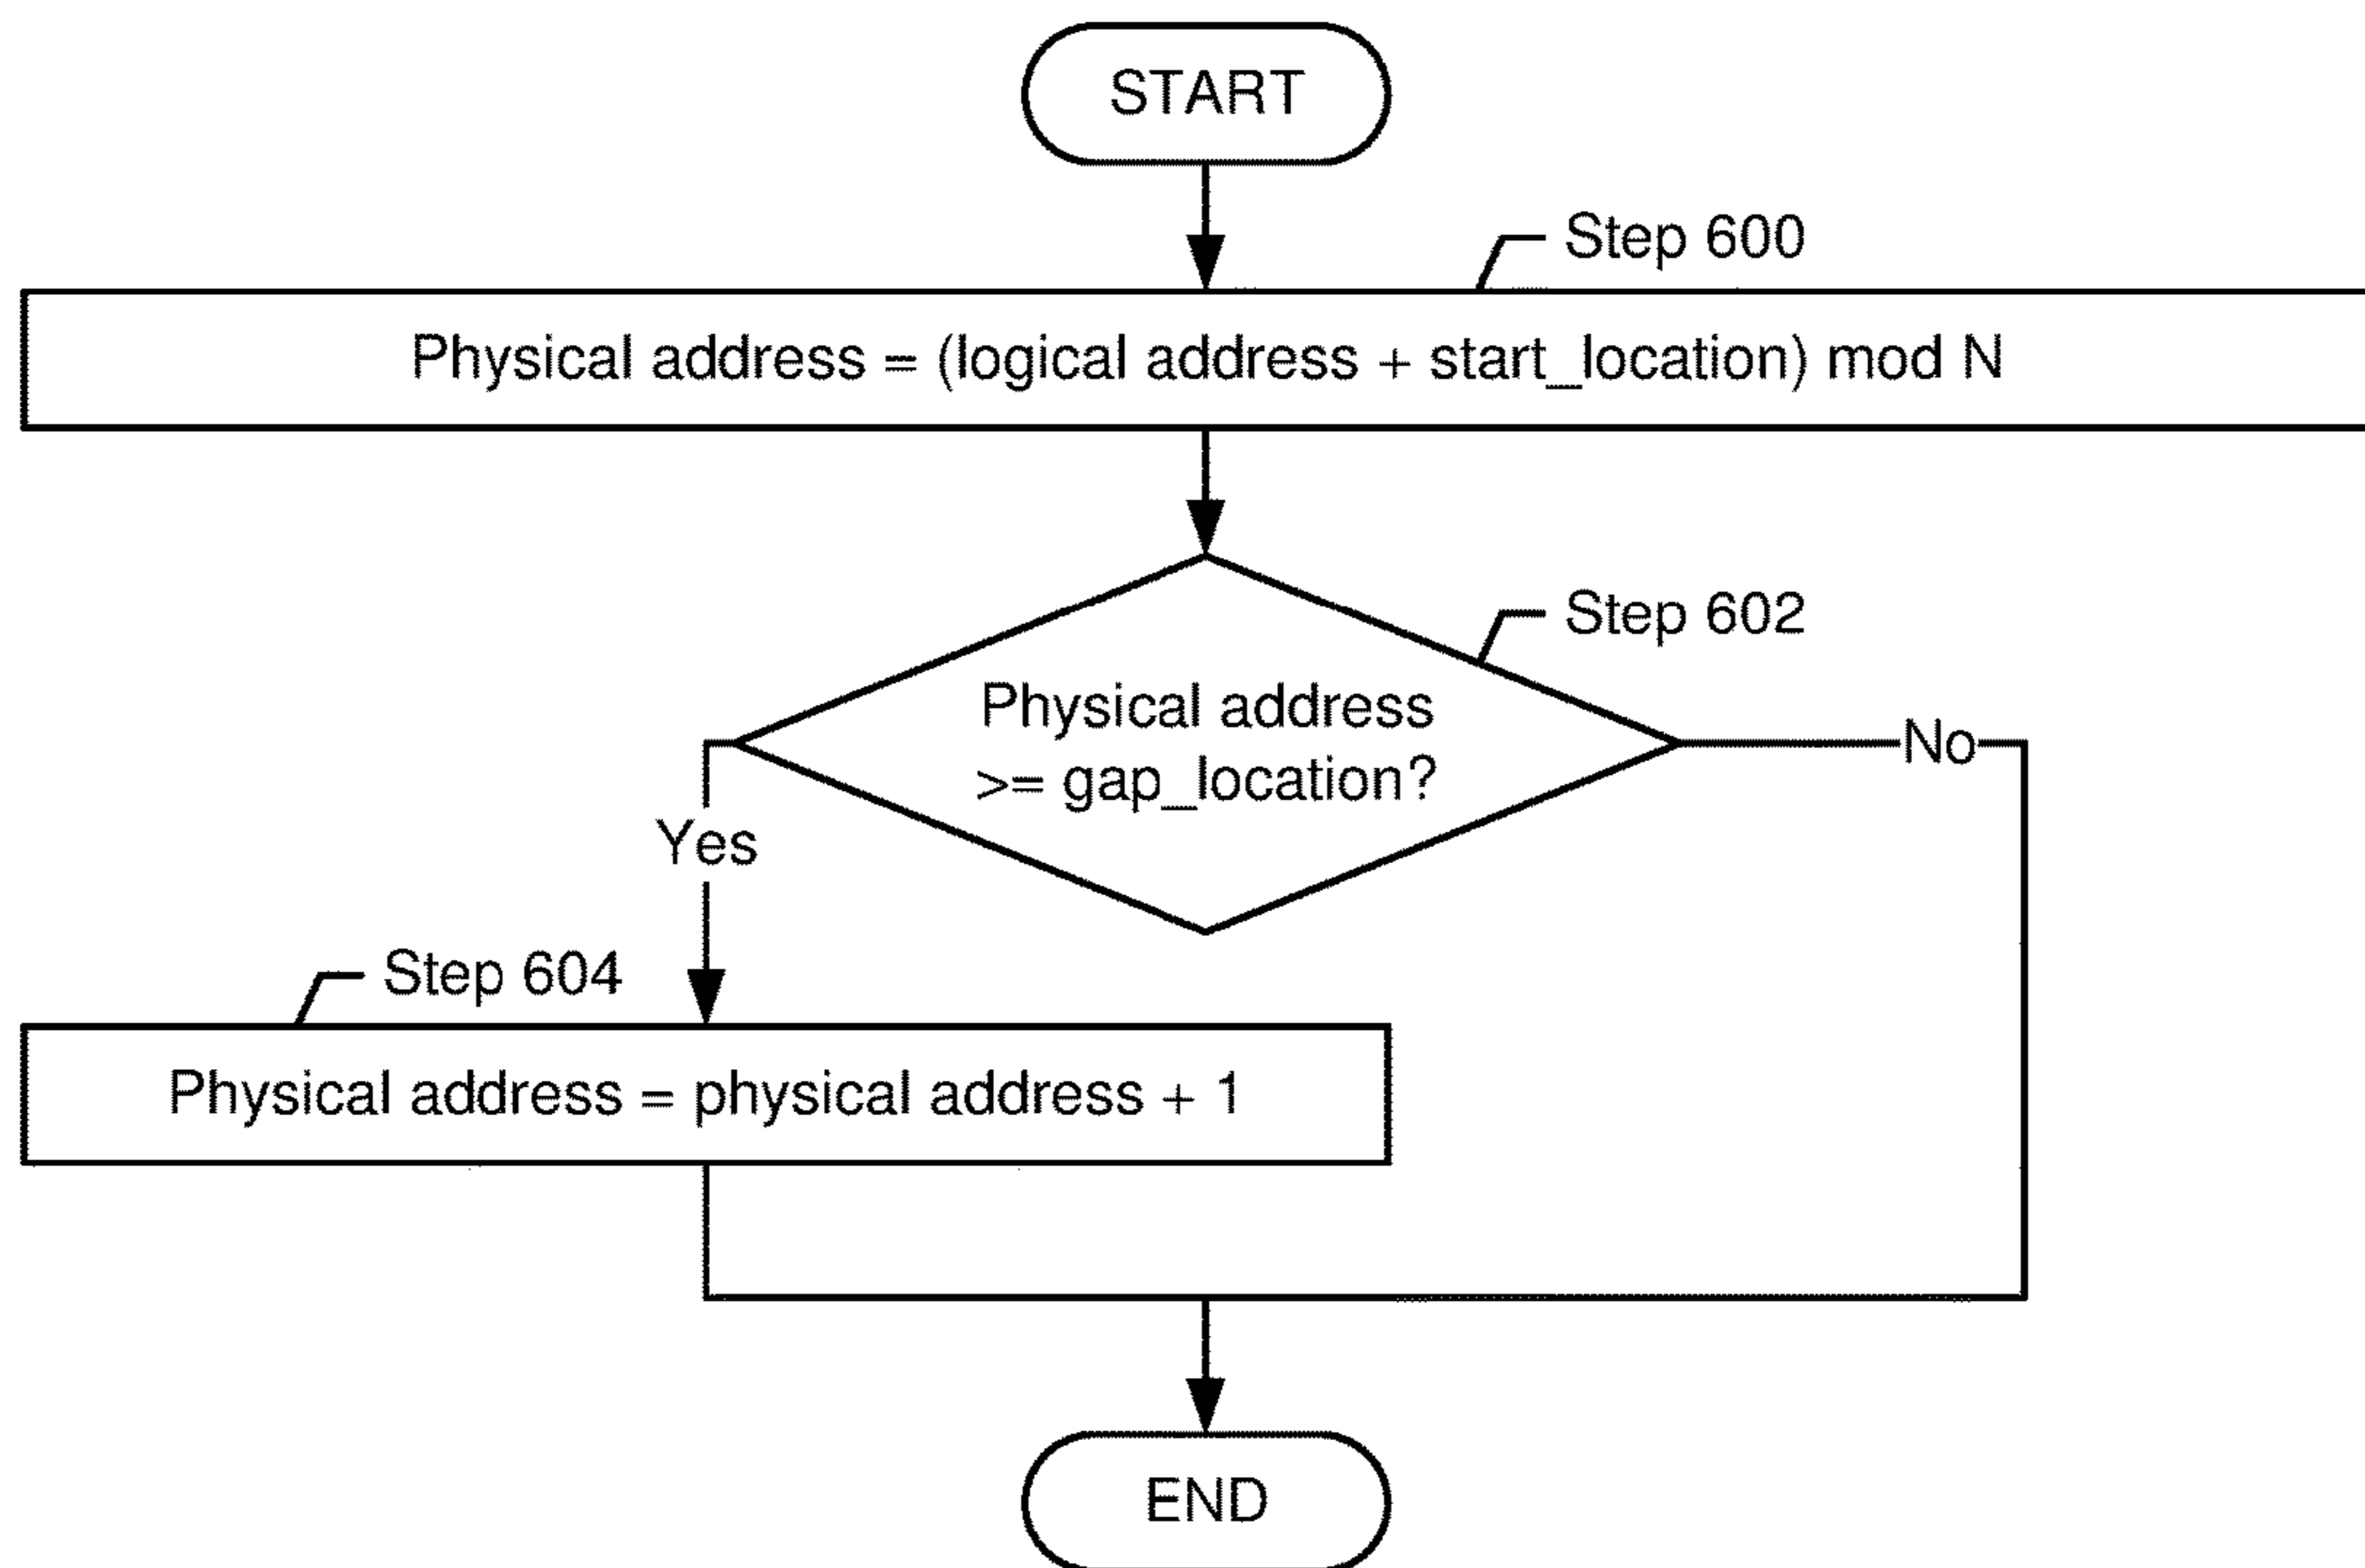 START
Step 600
Physical address = (logical address + start_location) mod N
Step 602
Physical address
>= gap_location?
No
Yes
Step 604
Physical address = physical address + 1
END